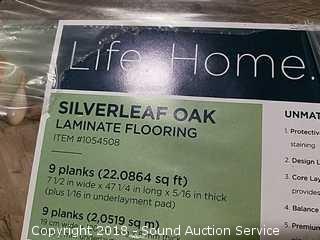 Life. Home.
SILVERLEAF OAK
LAMINATE FLOORING
ITEM #1054508
9 planks (22.0864 sq ft)
7 1/2 in wide x 47 1/4 in long x 5/16 in thick
(plus 1/16 in underlayment pad)
9 planks (2,0519 sq m)
19 cm wide
UNMAT
1. Protectiv
staining
2. Design L
3. Core Lay
provides
4. Balance
5. Premium
Copyright 2018 - Sound Auction Service